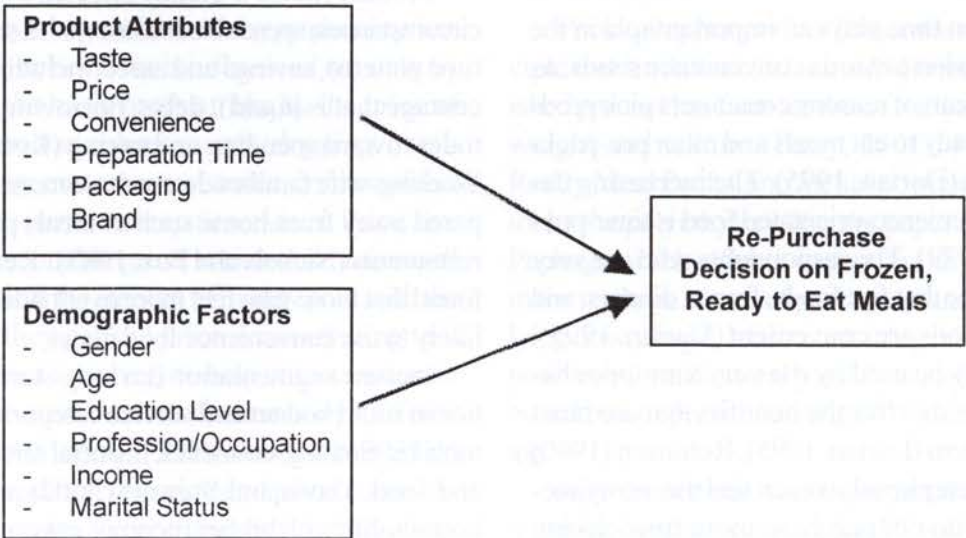 Product Attributes
- Taste
- Price
- Convenience
- Preparation Time
- Packaging
- Brand
Re-Purchase
Decision on Frozen,
Ready to Eat Meals
Demographic Factors
- Gender
- Age
- Education Level
- Profession/Occupation
- Income
- Marital Status